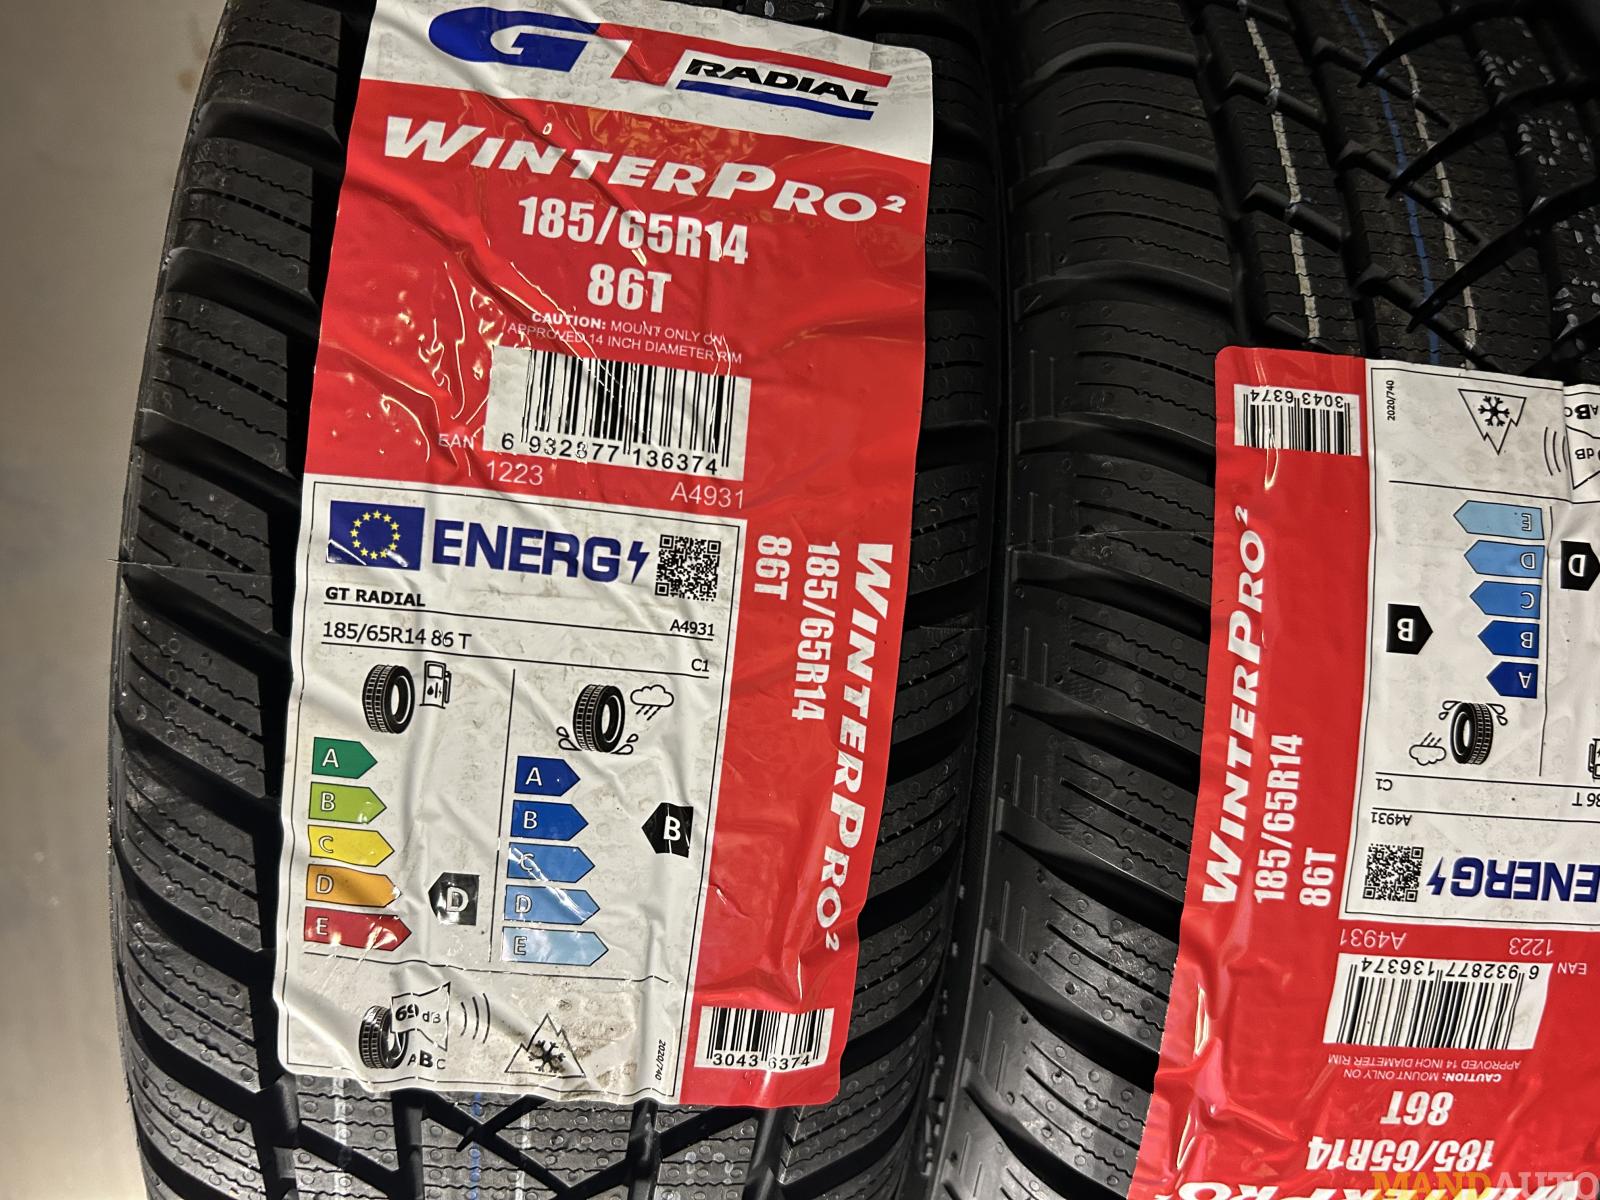 GT RADIAL
WINTERPRO²
185/65R14
86T
CAUTION: MOUNT ONLY ON
APPROVED 14 INCH DIAMETER RIM
EAN
6 932877 136374
1223
A4931
ENERG
GT RADIAL
A4931
185/65R14 86 T
C1
A
B
C
D
E
D
A
B
C
D
E
B
69 dB
ABC
2020/740
WINTERPRO²
185/65R14
86T
3043 6374
3043 6374
WINTERPRO²
185/65R14
86T
2020/740
dB
E
D
C
B
A
B
D
C1
86 T
A4931
ENERG
A4931
1223
EAN
6 932877 136374
CAUTION: MOUNT ONLY ON
APPROVED 14 INCH DIAMETER RIM
86T
185/65R14
MANDAUTO